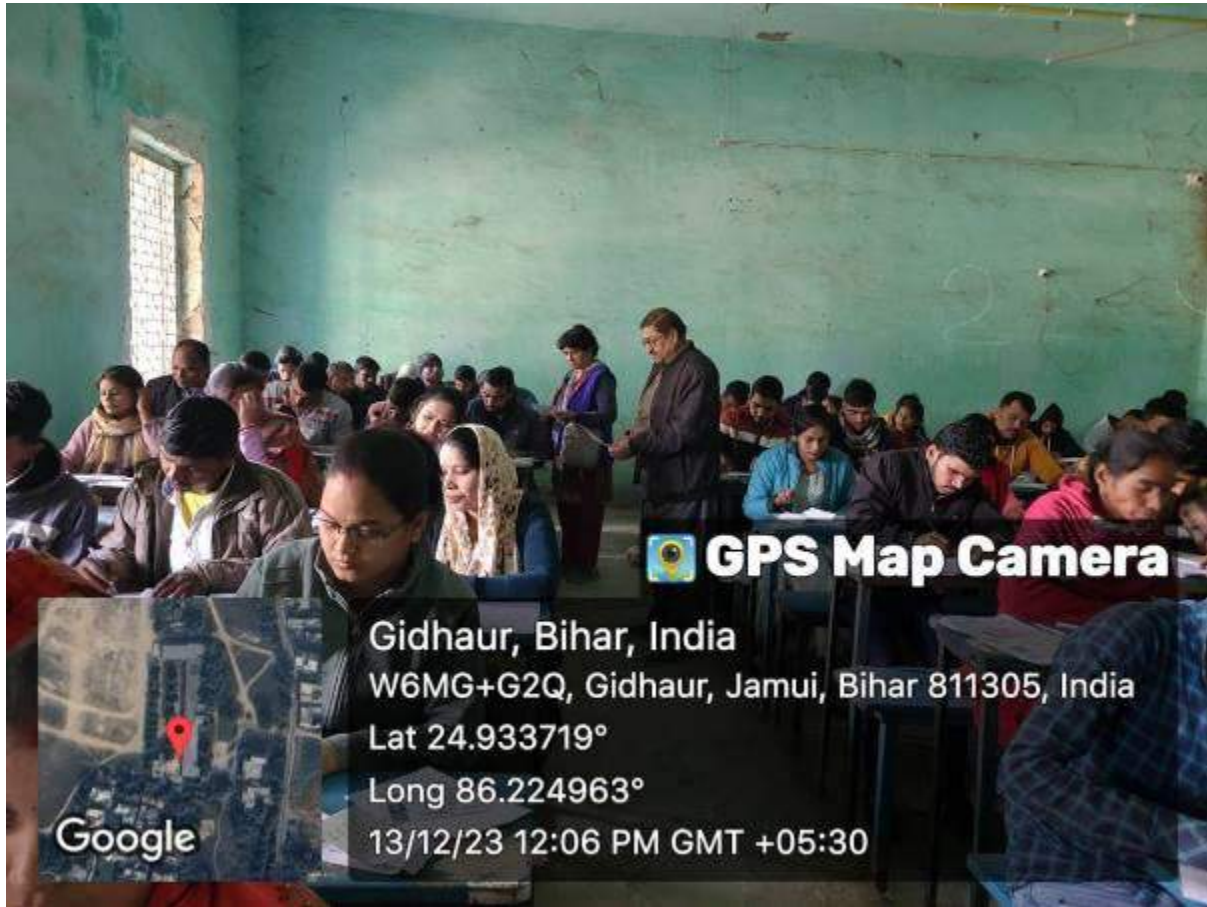 GPS Map Camera
Gidhaur, Bihar, India
W6MG+G2Q, Gidhaur, Jamui, Bihar 811305, India
Lat 24.933719°
Long 86.224963°
13/12/23 12:06 PM GMT +05:30
Google